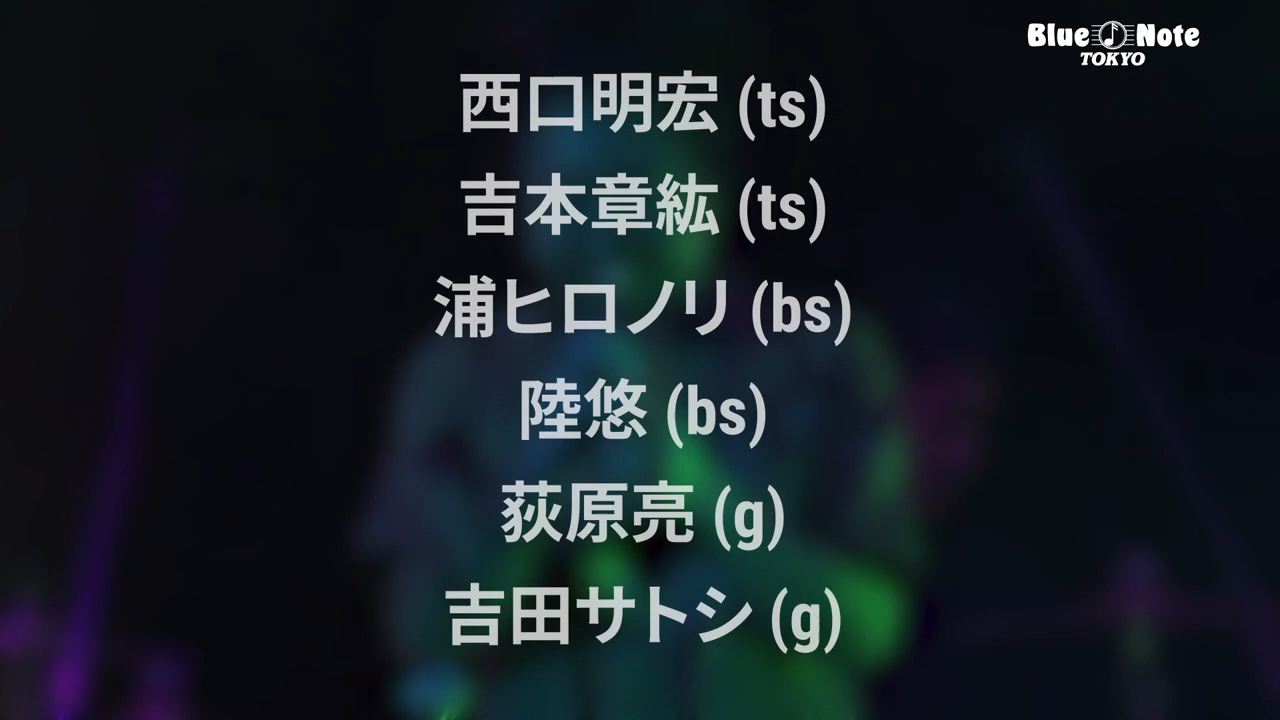 Blue Note
TOKYO
西口明宏 (ts)
吉本章紘 (ts)
浦ヒロノリ (bs)
陸悠 (bs)
荻原亮 (g)
吉田サトシ (g)